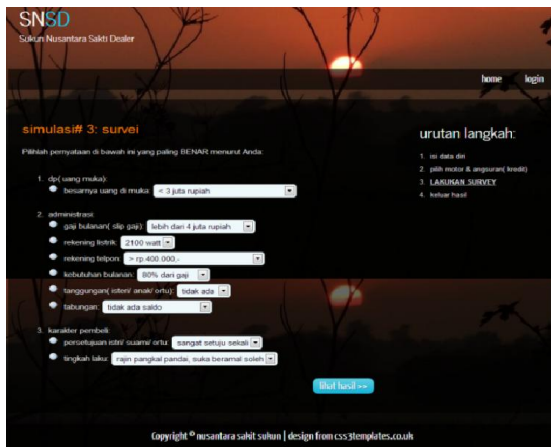 SNSD
Sukun Nusantara Sakti Dealer
home login
simulasi# 3: survei
Pilihlah pernyataan di bawah ini yang paling BENAR menurut Anda:
1. dp( uang muka):
besarnya uang di muka: < 3 juta rupiah
2. administrasi:
gaji bulanan( slip gaji): lebih dari 4 juta rupiah
rekening listrik: 2100 watt
rekening telpon: > rp.400.000,-
kebutuhan bulanan: 80% dari gaji
tanggungan( isteri/ anak/ ortu): tidak ada
tabungan: tidak ada saldo
3. karakter pembeli:
persetujuan istri/ suami/ ortu: sangat setuju sekali
tingkah laku: rajin pangkal pandai, suka beramal soleh
lihat hasil >>
urutan langkah:
1. isi data diri
2. pilih motor & angsuran( kredit)
3. LAKUKAN SURVEY
4. keluar hasil
Copyright © nusantara sakit sukun | design from css3templates.co.uk